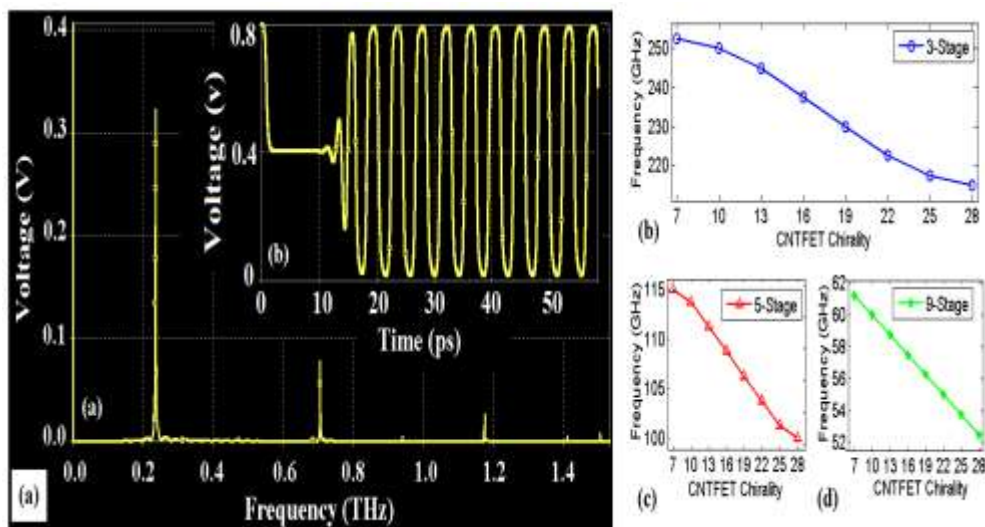 0.4
0.3
0.2
0.1
0.0
Voltage (V)
0.0 0.2 0.4 0.6 0.8 1.0 1.2 1.4
Frequency (THz)
(a)
(a)
0.8
0.4
0
Voltage (v)
(b)
0 10 20 30 40 50
Time (ps)
250
240
230
220
Frequency (GHz)
3-Stage
7 10 13 16 19 22 25 28
CNTFET Chirality
(b)
115
110
105
100
Frequency (GHz)
5-Stage
7 10 13 16 19 22 25 28
CNTFET Chirality
(c)
62
60
58
56
54
52
Frequency (GHz)
9-Stage
7 10 13 16 19 22 25 28
CNTFET Chirality
(d)